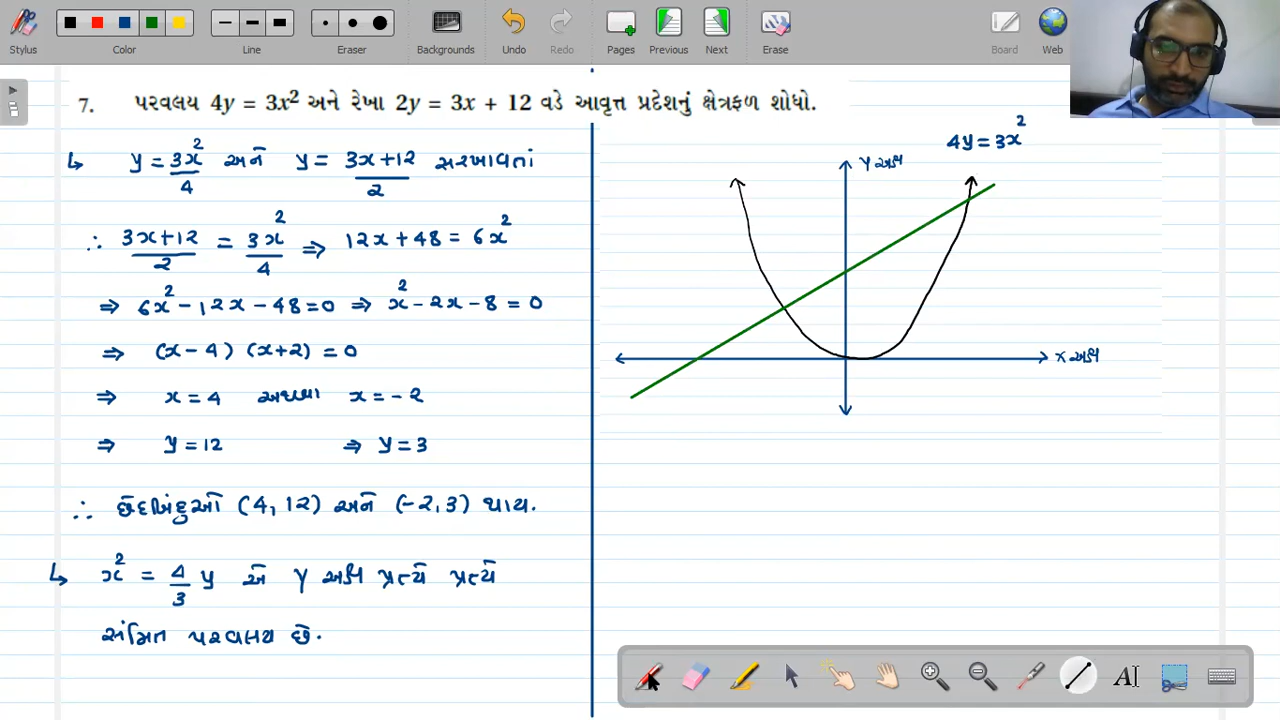 Stylus
Color
Line
Eraser
Backgrounds
Undo
Redo
Pages
Previous
Next
Erase
Board
Web
7. પરવલય 4y = 3x² અને રેખા 2y = 3x + 12 વડે આવૃત્ત પ્રદેશનું ક્ષેત્રફળ શોધો.
↳ y = 3x²/4 અને y = 3x+12/2 સરખાવતાં
∴ 3x+12/2 = 3x²/4 ⇒ 12x + 48 = 6x²
⇒ 6x² - 12x - 48 = 0 ⇒ x² - 2x - 8 = 0
⇒ (x - 4) (x + 2) = 0
⇒ x = 4 અથવા x = - 2
⇒ y = 12 ⇒ y = 3
∴ છેદબિંદુઓ (4, 12) અને (-2, 3) થાય.
↳ x² = 4/3 y એ Y અક્ષ પ્રત્યે પ્રત્યે
સંમિત પરવલય છે.
4y = 3x²
Y અક્ષ
X અક્ષ